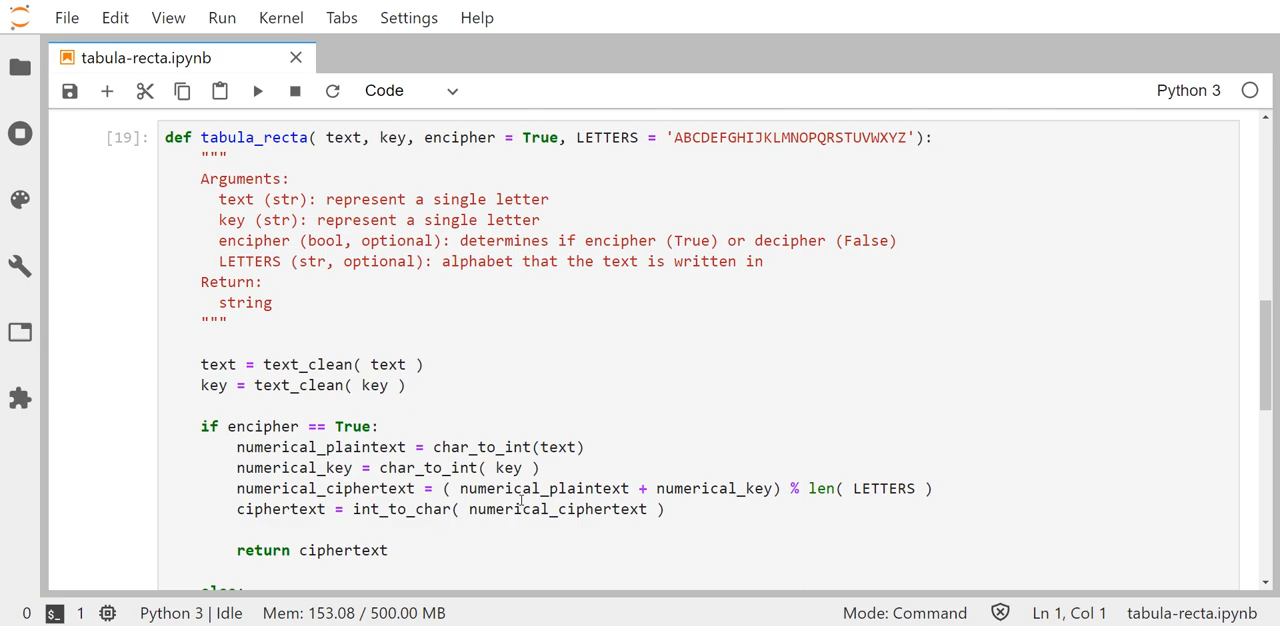 File Edit View Run Kernel Tabs Settings Help
tabula-recta.ipynb
Code Python 3
[19]: def tabula_recta( text, key, encipher = True, LETTERS = 'ABCDEFGHIJKLMNOPQRSTUVWXYZ'):
"""
Arguments:
text (str): represent a single letter
key (str): represent a single letter
encipher (bool, optional): determines if encipher (True) or decipher (False)
LETTERS (str, optional): alphabet that the text is written in
Return:
string
"""
text = text_clean( text )
key = text_clean( key )
if encipher == True:
numerical_plaintext = char_to_int(text)
numerical_key = char_to_int( key )
numerical_ciphertext = ( numerical_plaintext + numerical_key) % len( LETTERS )
ciphertext = int_to_char( numerical_ciphertext )
return ciphertext
else:
0 $_ 1 Python 3 | Idle Mem: 153.08 / 500.00 MB Mode: Command Ln 1, Col 1 tabula-recta.ipynb